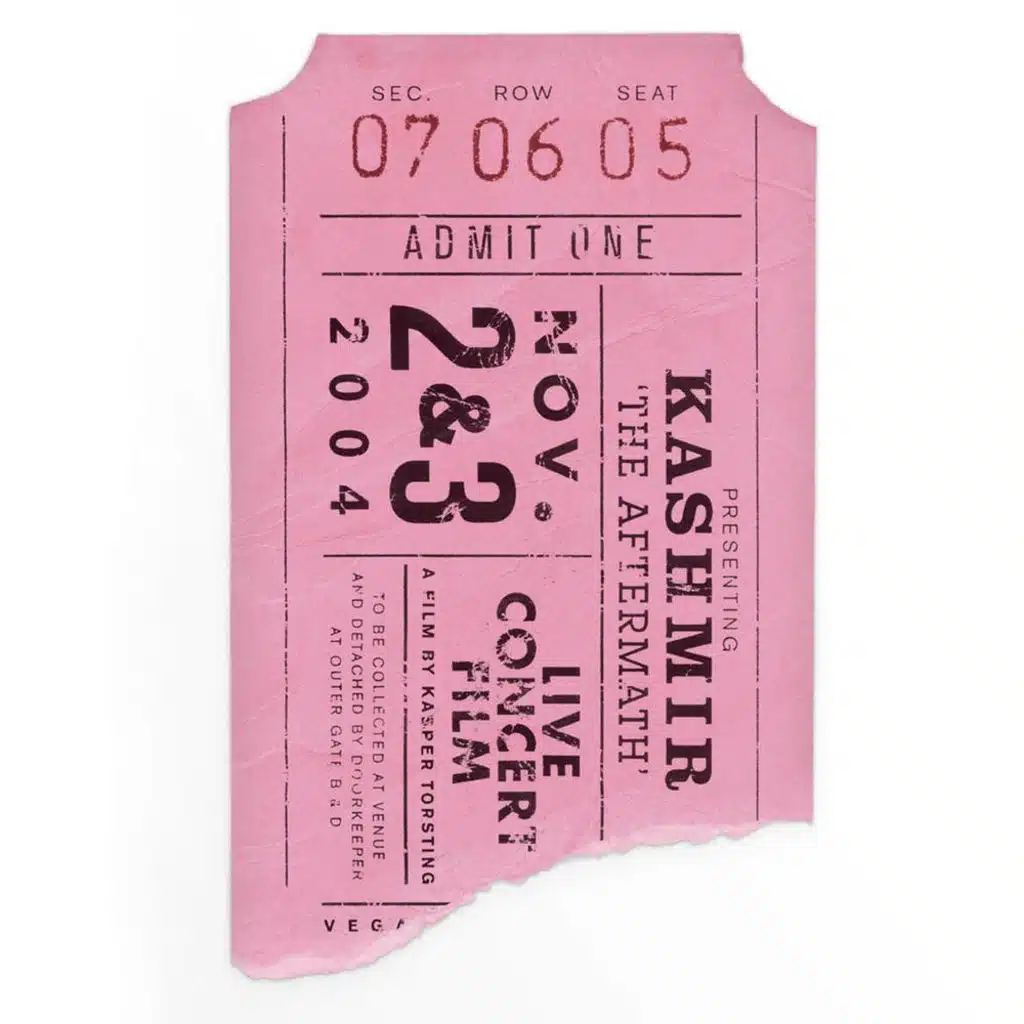 SEC. ROW SEAT
07 06 05
ADMIT ONE
PRESENTING
KASHMIR
'THE AFTERMATH'
NOV.
2&3
2004
LIVE
CONCERT
FILM
A FILM BY KASPER TORSTING
TO BE COLLECTED AT VENUE
AND DETACHED BY DOORKEEPER
AT OUTER GATE B & D